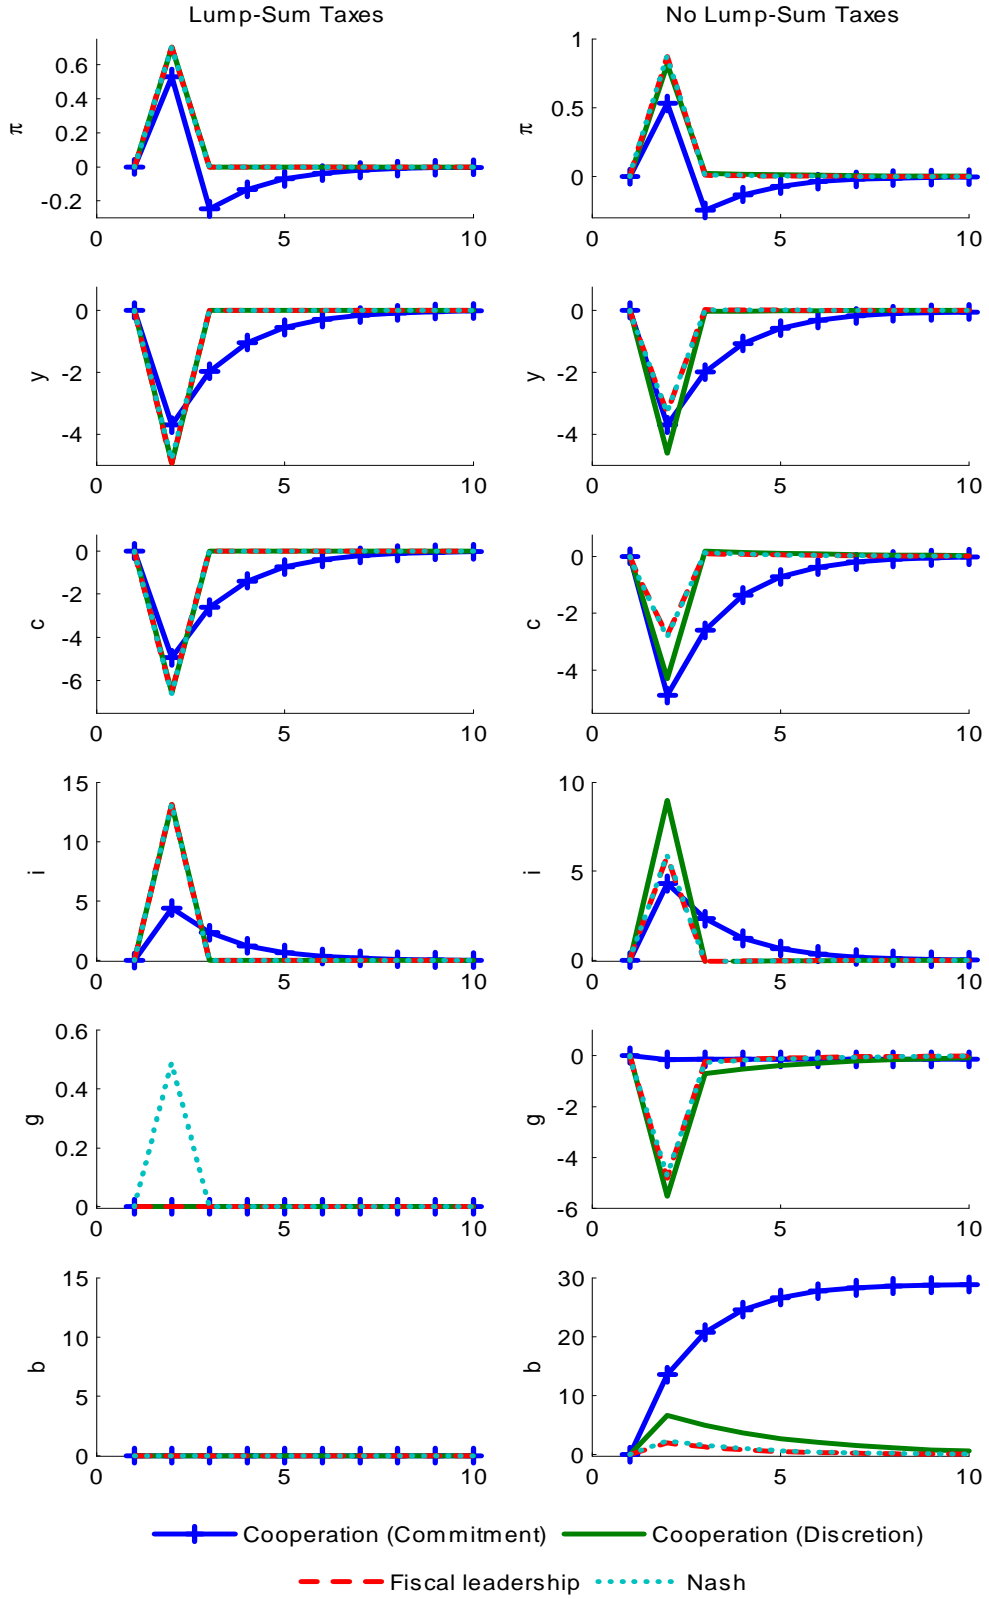 Lump-Sum Taxes No Lump-Sum Taxes
0.6
0.4
0.2
0
-0.2
π
0 5 10
1
0.5
0
π
0 5 10
0
-2
-4
y
0 5 10
0
-2
-4
y
0 5 10
0
-2
-4
-6
c
0 5 10
0
-2
-4
c
0 5 10
15
10
5
0
i
0 5 10
10
5
0
i
0 5 10
0.6
0.4
0.2
0
g
0 5 10
0
-2
-4
-6
g
0 5 10
15
10
5
0
b
0 5 10
30
20
10
0
b
0 5 10
Cooperation (Commitment) Cooperation (Discretion)
Fiscal leadership Nash